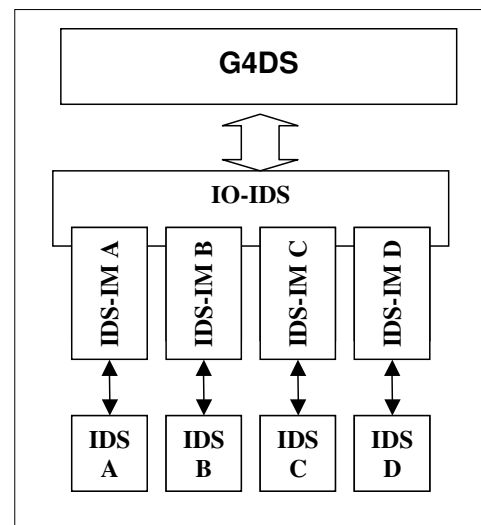 G4DS
IO-IDS
IDS-IM A
IDS-IM B
IDS-IM C
IDS-IM D
IDS
A
IDS
B
IDS
C
IDS
D